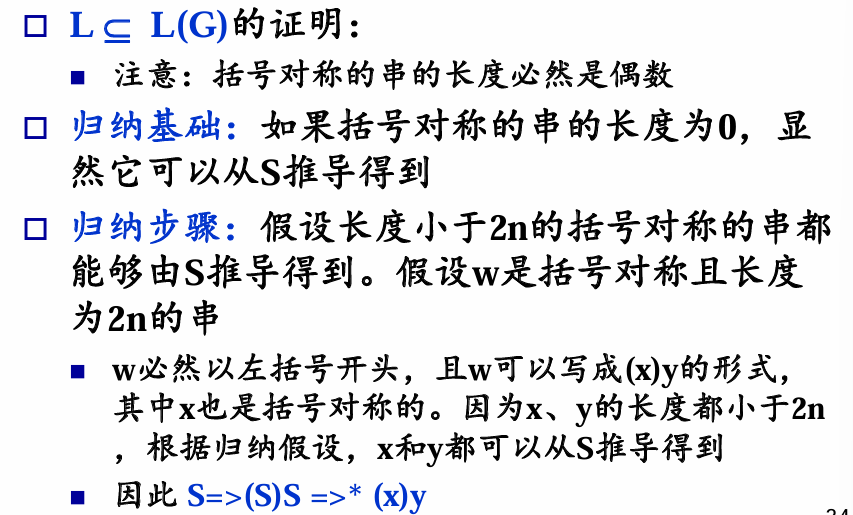 L ⊆ L(G)的证明：
注意：括号对称的串的长度必然是偶数
归纳基础：如果括号对称的串的长度为0，显
然它可以从S推导得到
归纳步骤：假设长度小于2n的括号对称的串都
能够由S推导得到。假设w是括号对称且长度
为2n的串
w必然以左括号开头，且w可以写成(x)y的形式，
其中x也是括号对称的。因为x、y的长度都小于2n
，根据归纳假设，x和y都可以从S推导得到
因此 S=>(S)S =>* (x)y